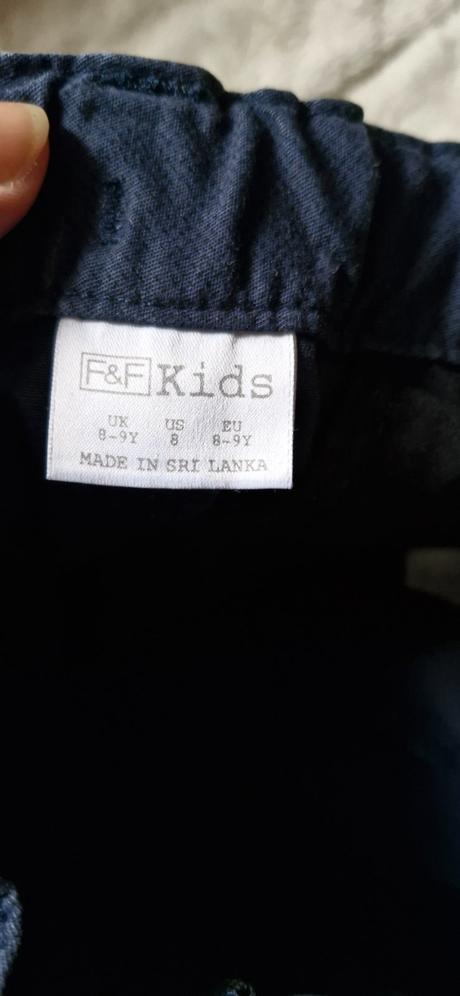 F&F Kids
UK US EU
8-9Y 8 8-9Y
MADE IN SRI LANKA